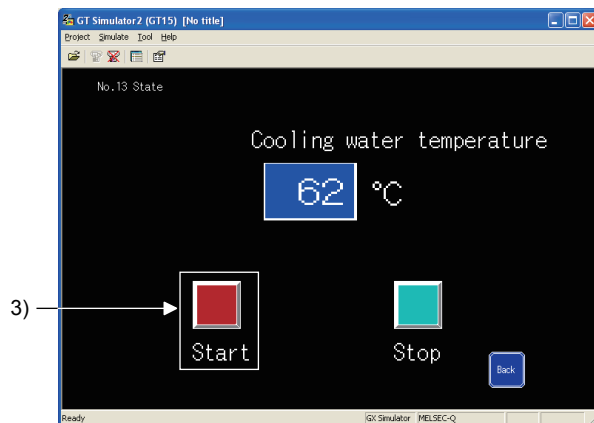 GT Simulator2 (GT15) [No title]
Project Simulate Tool Help
No.13 State
Cooling water temperature
62 °C
3)
Start Stop
Back
Ready GX Simulator MELSEC-Q